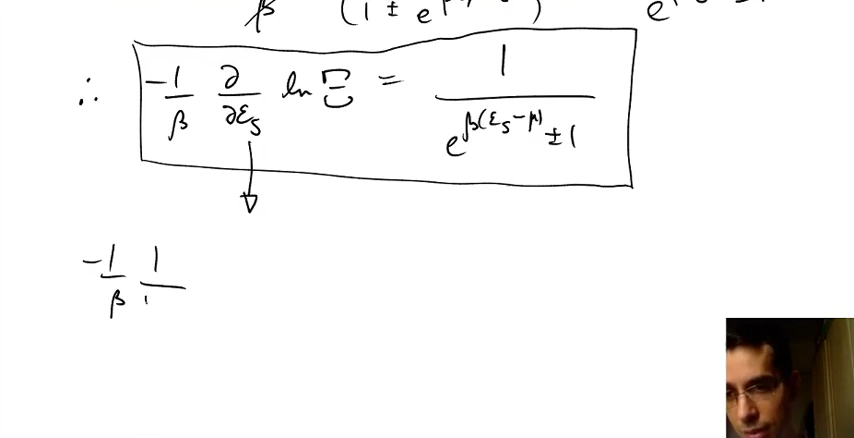 β (1 ± e
∴ -1/β ∂/∂ε_s ln Ξ = 1/(e^{β(ε_s-μ)} ± 1)
-1/β 1/